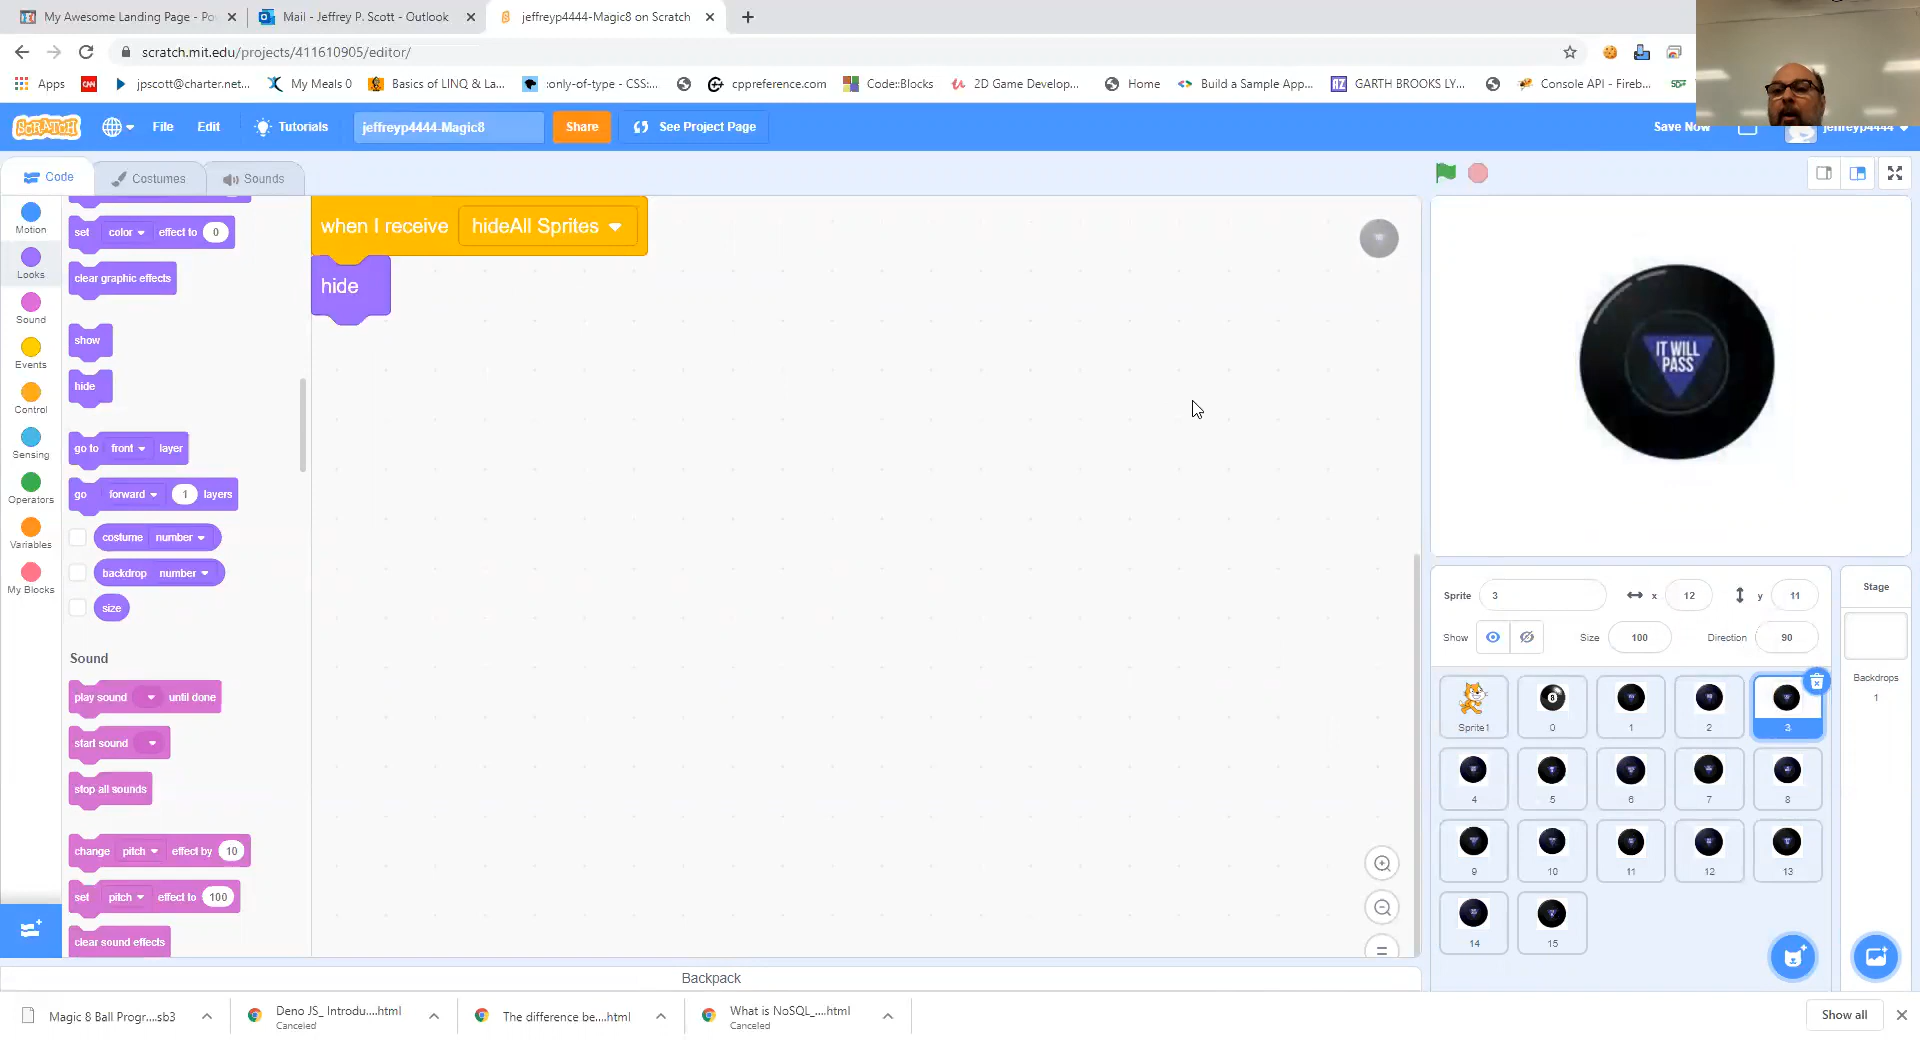 My Awesome Landing Page - Po
Mail - Jeffrey P. Scott - Outlook
jeffreyp4444-Magic8 on Scratch
scratch.mit.edu/projects/411610905/editor/
Apps
CNN
jpscott@charter.net...
My Meals 0
Basics of LINQ & La...
:only-of-type - CSS:...
cppreference.com
Code::Blocks
2D Game Develop...
Home
Build a Sample App...
GARTH BROOKS LY...
Console API - Fireb...
SCRATCH
File
Edit
Tutorials
jeffreyp4444-Magic8
Share
See Project Page
Save Now
jeffreyp4444
Code
Costumes
Sounds
Motion
Looks
Sound
Events
Control
Sensing
Operators
Variables
My Blocks
set color effect to 0
clear graphic effects
show
hide
go to front layer
go forward 1 layers
costume number
backdrop number
size
Sound
play sound until done
start sound
stop all sounds
change pitch effect by 10
set pitch effect to 100
clear sound effects
when I receive hideAll Sprites
hide
IT WILL
PASS
Sprite 3 x 12 y 11
Show Size 100 Direction 90
Stage
Backdrops
1
Sprite1 0 1 2 3
4 5 6 7 8
9 10 11 12 13
14 15
Backpack
Magic 8 Ball Progr....sb3
Deno JS_ Introdu....html
Canceled
The difference be....html
What is NoSQL_....html
Canceled
Show all